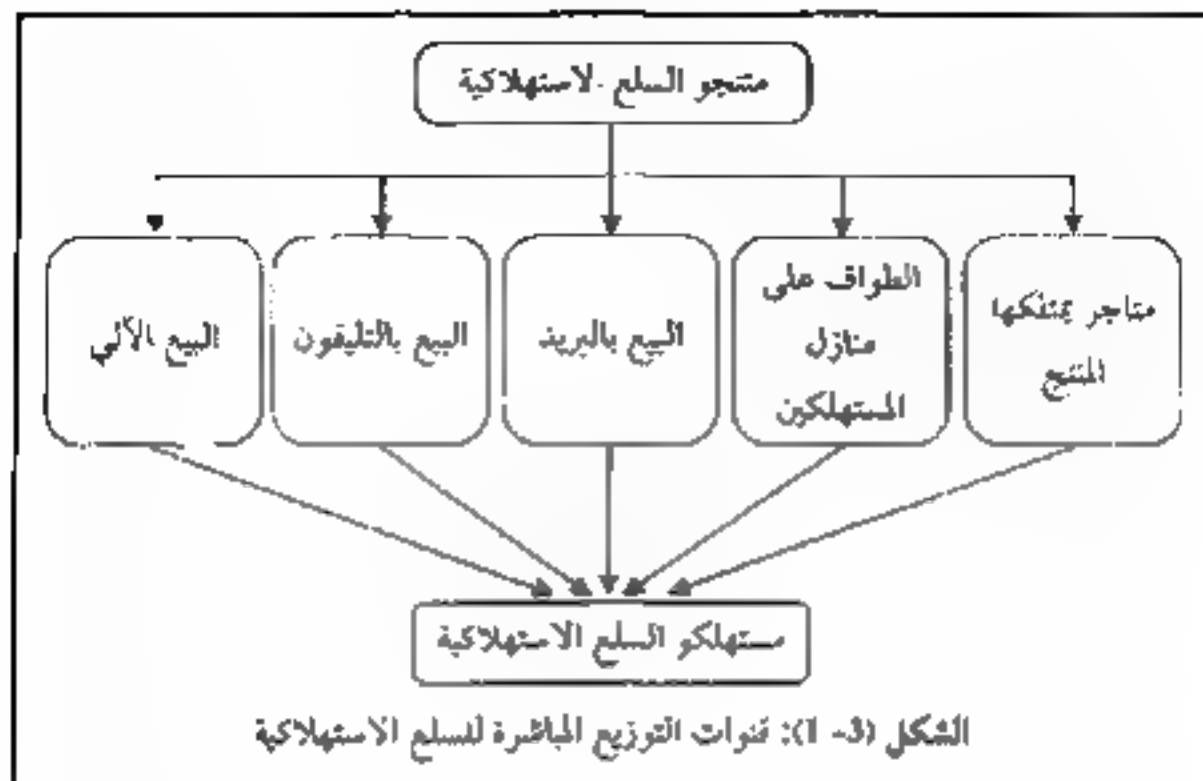 منتجو السلع الاستهلاكية
متاجر يمتلكها
المنتج
الطواف على
منازل
المستهلكين
البيع بالبريد
البيع بالتليفون
البيع الآلي
مستهلكو السلع الاستهلاكية
الشكل (3- 1): قنوات التوزيع المباشرة للسلع الاستهلاكية